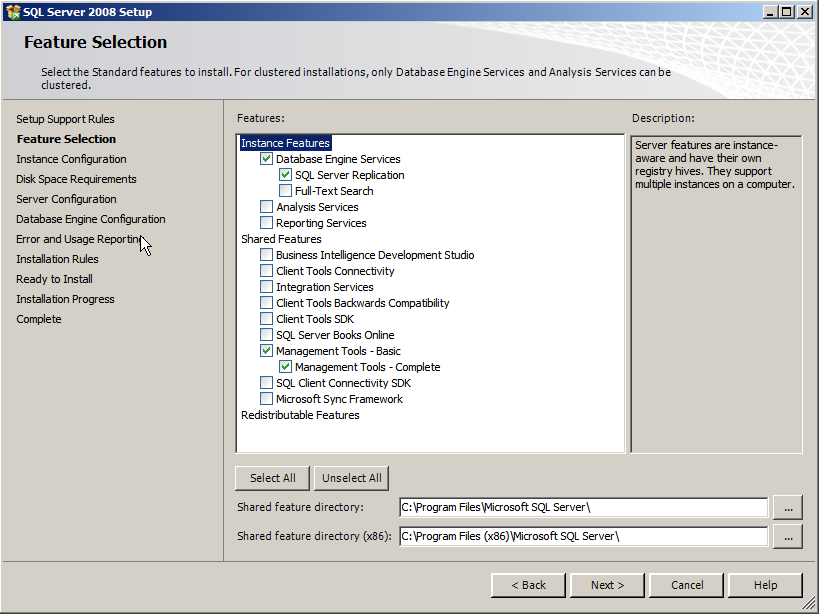 SQL Server 2008 Setup
Feature Selection
Select the Standard features to install. For clustered installations, only Database Engine Services and Analysis Services can be
clustered.
Setup Support Rules
Feature Selection
Instance Configuration
Disk Space Requirements
Server Configuration
Database Engine Configuration
Error and Usage Reporting
Installation Rules
Ready to Install
Installation Progress
Complete
Features:
Instance Features
Database Engine Services
SQL Server Replication
Full-Text Search
Analysis Services
Reporting Services
Shared Features
Business Intelligence Development Studio
Client Tools Connectivity
Integration Services
Client Tools Backwards Compatibility
Client Tools SDK
SQL Server Books Online
Management Tools - Basic
Management Tools - Complete
SQL Client Connectivity SDK
Microsoft Sync Framework
Redistributable Features
Description:
Server features are instance-
aware and have their own
registry hives. They support
multiple instances on a computer.
Select All
Unselect All
Shared feature directory:
C:\Program Files\Microsoft SQL Server\
...
Shared feature directory (x86):
C:\Program Files (x86)\Microsoft SQL Server\
...
< Back
Next >
Cancel
Help